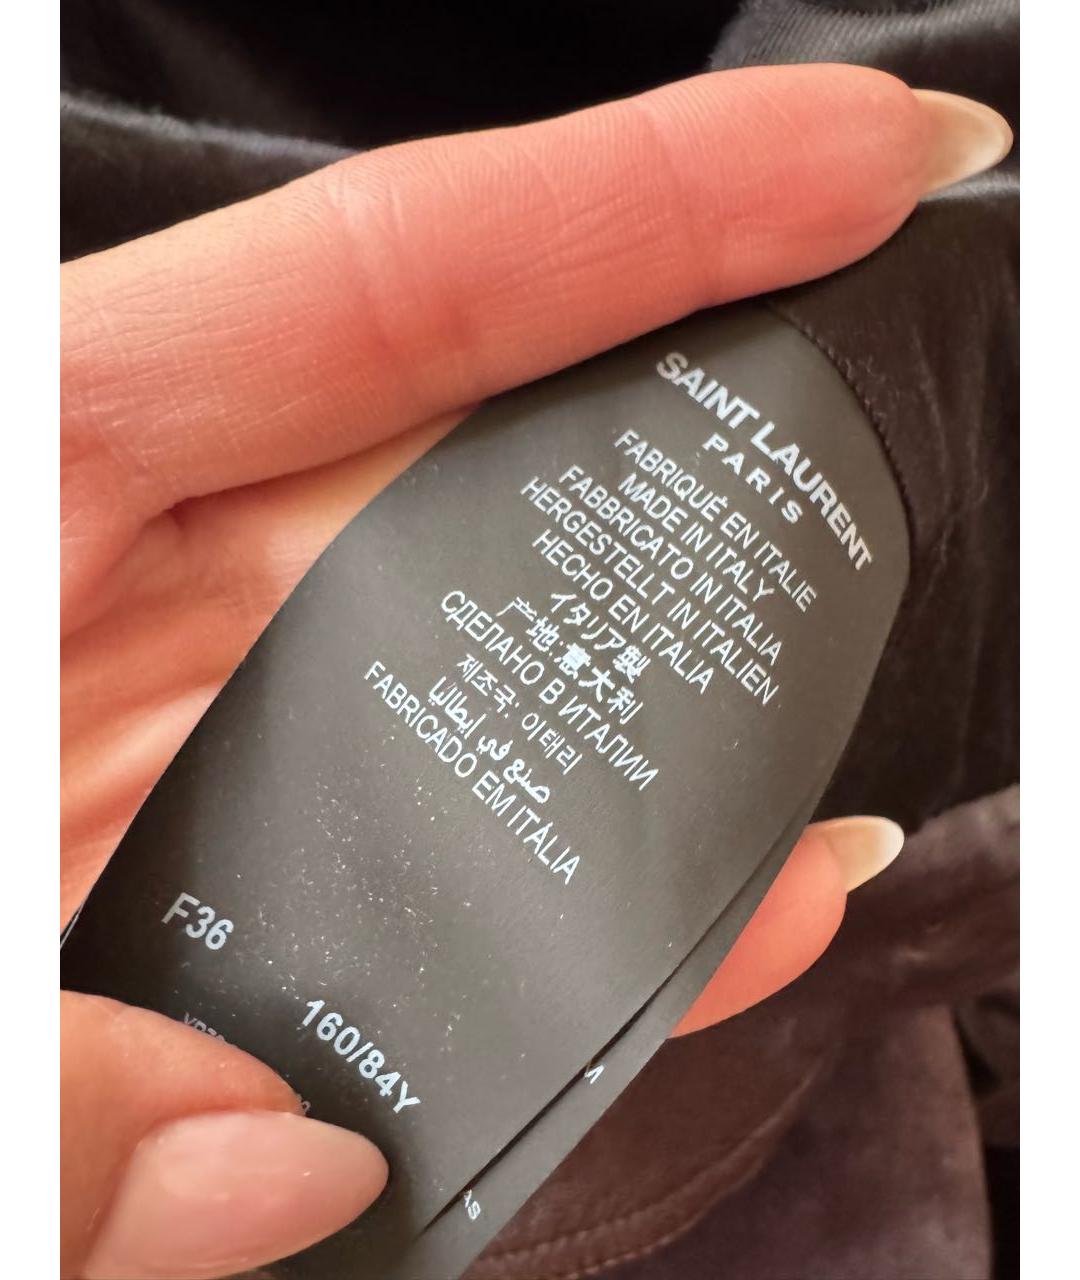 SAINT LAURENT
PARIS
FABRIQUÉ EN ITALIE
MADE IN ITALY
FABBRICATO IN ITALIA
HERGESTELLT IN ITALIEN
HECHO EN ITALIA
イタリア製
产地:意大利
СДЕЛАНО В ИТАЛИИ
제조국: 이태리
صنع في إيطاليا
FABRICADO EM ITÁLIA
F36
160/84Y